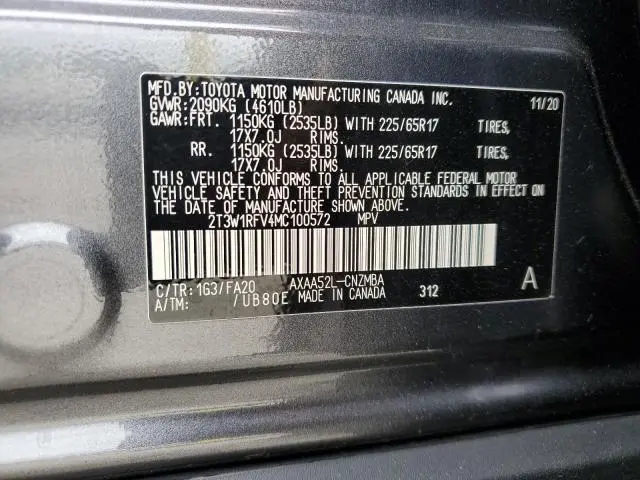 MFD.BY:TOYOTA MOTOR MANUFACTURING CANADA INC. 11/20
GVWR:2090KG (4610LB)
GAWR:FRT. 1150KG (2535LB) WITH 225/65R17 TIRES,
17X7.0J RIMS.
RR. 1150KG (2535LB) WITH 225/65R17 TIRES,
17X7.0J RIMS.
THIS VEHICLE CONFORMS TO ALL APPLICABLE FEDERAL MOTOR
VEHICLE SAFETY AND THEFT PREVENTION STANDARDS IN EFFECT ON
THE DATE OF MANUFACTURE SHOWN ABOVE.
2T3W1RFV4MC100572 MPV
C/TR:1G3/FA20 AXAA52L-CNZMBA A
A/TM: /UB80E MADE IN CANADA 312